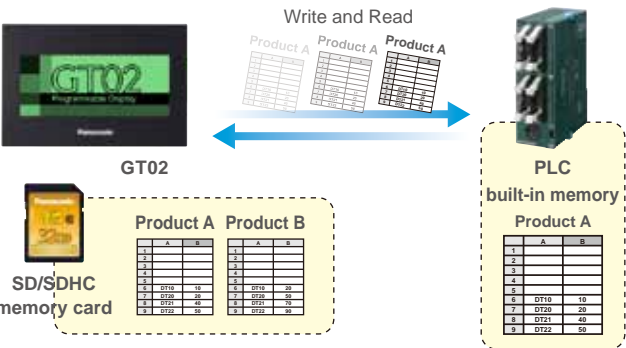 Write and Read
Product A Product A Product A
GT02
Programmable Display
Panasonic
GT02
PLC
built-in memory
Product A
A B
1
2
3
4
5
6 DT10 10
7 DT20 20
8 DT21 40
9 DT22 50
Panasonic
SD/SDHC
memory card
Product A Product B
A B
1
2
3
4
5
6 DT10 10
7 DT20 20
8 DT21 40
9 DT22 50
A B
1
2
3
4
5
6 DT10 20
7 DT20 50
8 DT21 70
9 DT22 90